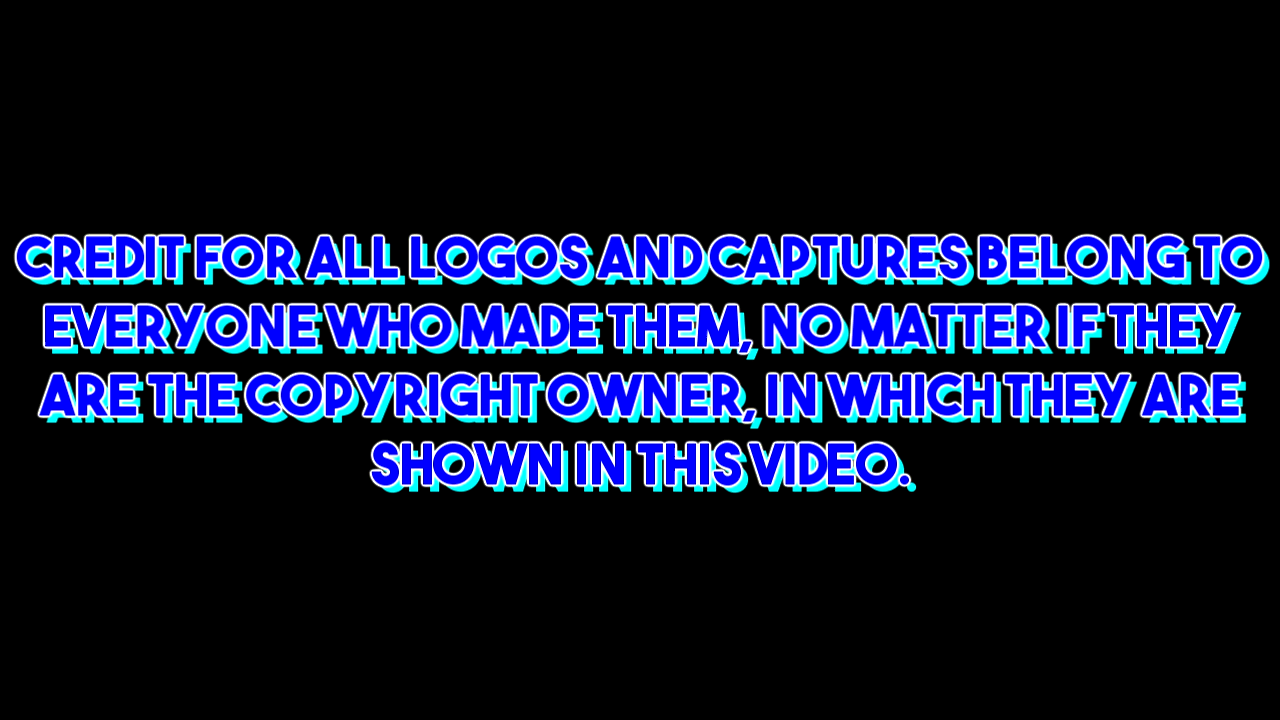 CREDIT FOR ALL LOGOS AND CAPTURES BELONG TO
EVERYONE WHO MADE THEM, NO MATTER IF THEY
ARE THE COPYRIGHT OWNER, IN WHICH THEY ARE
SHOWN IN THIS VIDEO.